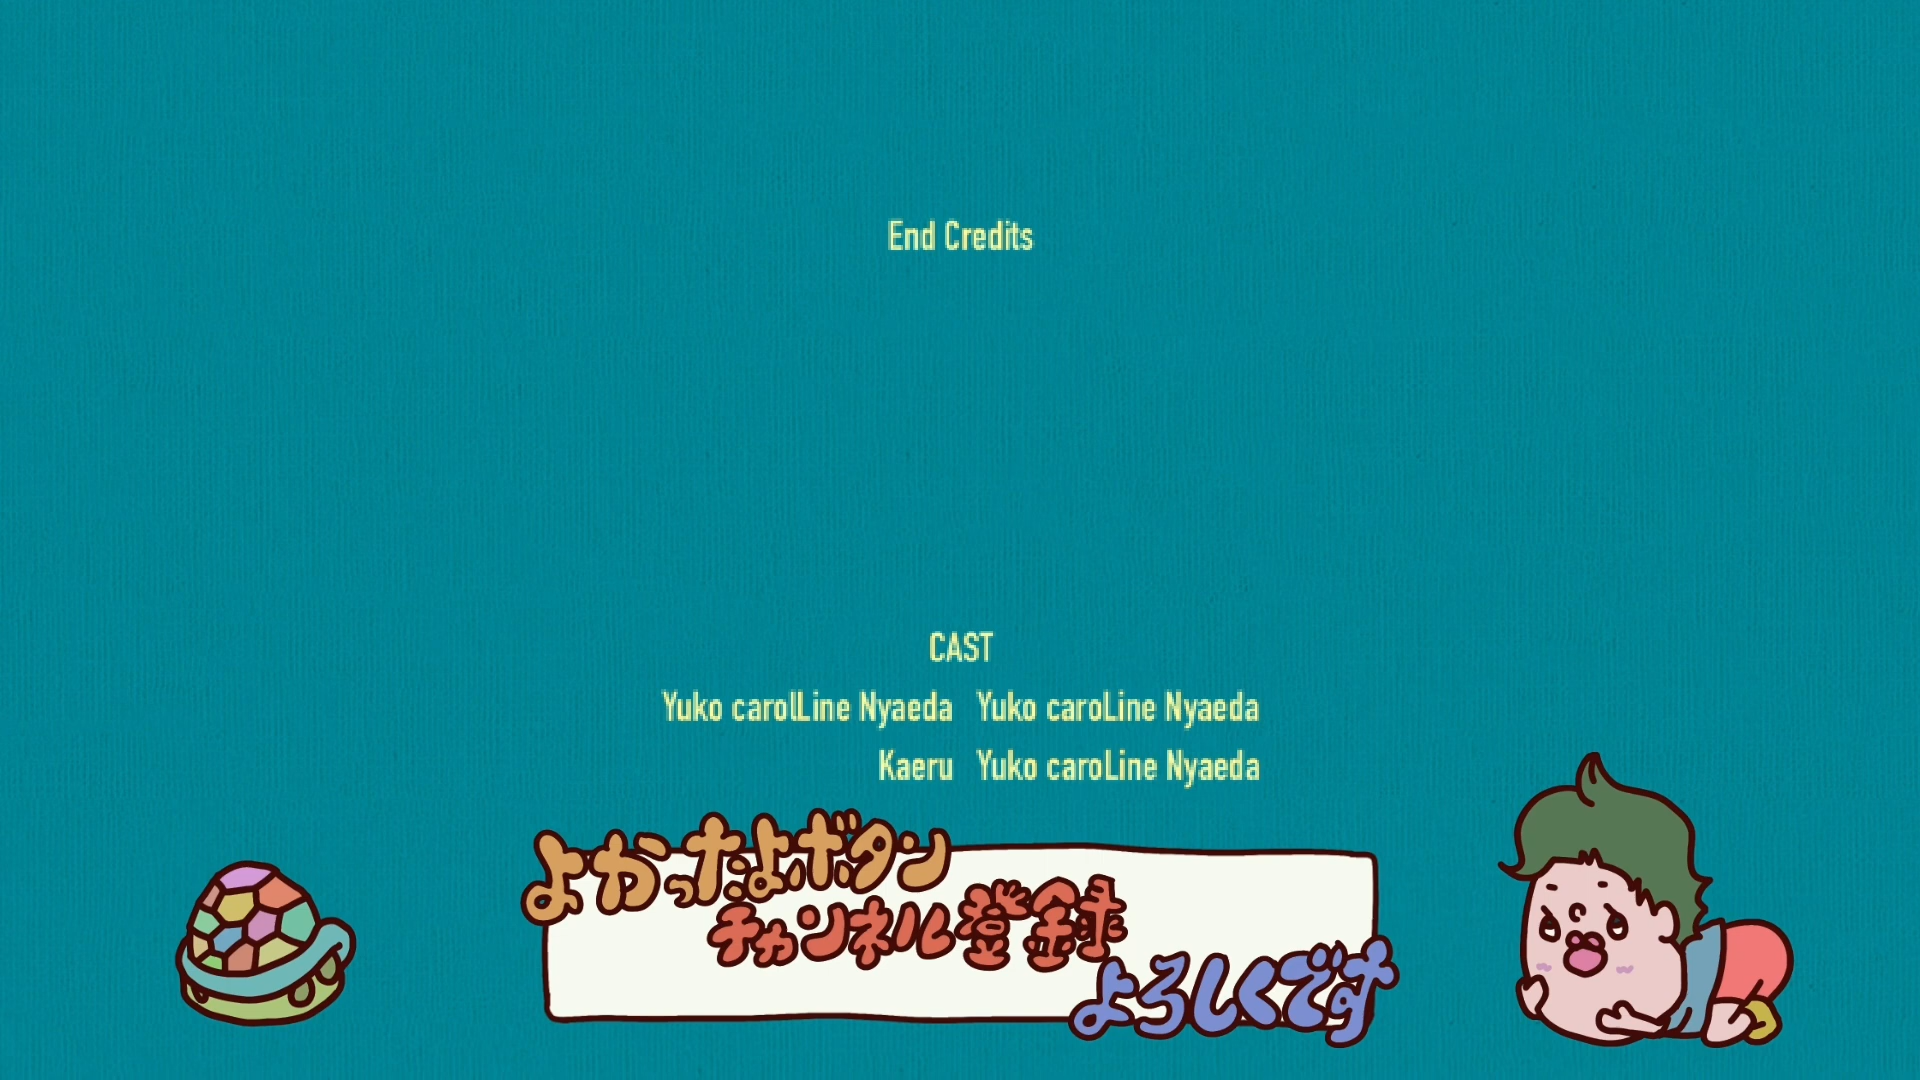 End Credits
CAST
Yuko carolLine Nyaeda Yuko caroLine Nyaeda
Kaeru Yuko caroLine Nyaeda
よかったよボタン
チャンネル登録
よろしくです